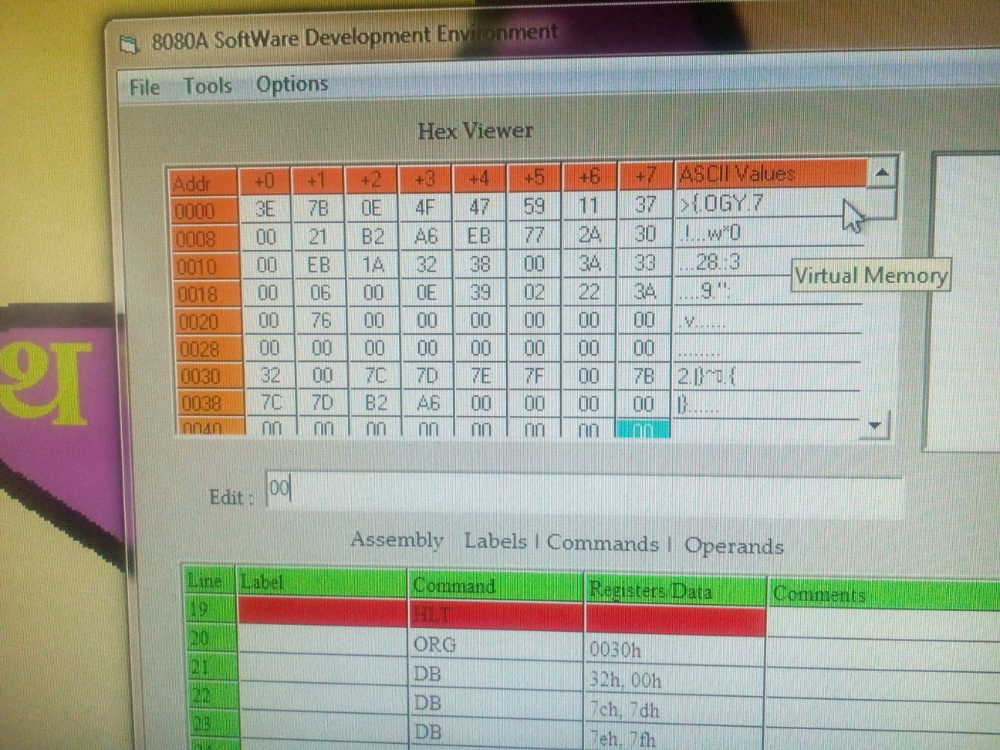 8080A SoftWare Development Environment
File Tools Options
Hex Viewer
Addr +0 +1 +2 +3 +4 +5 +6 +7 ASCII Values
0000 3E 7B 0E 4F 47 59 11 37 >{.OGY.7
0008 00 21 B2 A6 EB 77 2A 30 .!...w*0
0010 00 EB 1A 32 38 00 3A 33 ...28.:3
Virtual Memory
0018 00 06 00 0E 39 02 22 3A ....9.":
0020 00 76 00 00 00 00 00 00 .v......
0028 00 00 00 00 00 00 00 00 ........
0030 32 00 7C 7D 7E 7F 00 7B 2.|}~▯.{
0038 7C 7D B2 A6 00 00 00 00 |}......
0040 00 00 00 00 00 00 00 00
थ
Edit : 00
Assembly Labels | Commands | Operands
Line Label Command Registers Data Comments
19 HLT
20 ORG 0030h
21 DB 32h, 00h
22 DB 7ch, 7dh
23 DB 7eh, 7fh
24